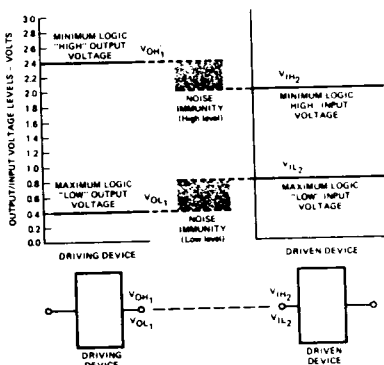 OUTPUT/INPUT VOLTAGE LEVELS - VOLTS
3.0
2.8
2.6
2.4
2.2
2.0
1.8
1.6
1.4
1.2
1.0
0.8
0.6
0.4
0.2
0.0
MINIMUM LOGIC
"HIGH" OUTPUT
VOLTAGE
VOH1
NOISE
IMMUNITY
(High level)
VIH2
MINIMUM LOGIC
HIGH INPUT
VOLTAGE
MAXIMUM LOGIC
"LOW" OUTPUT
VOLTAGE
VOL1
NOISE
IMMUNITY
(Low level)
VIL2
MAXIMUM LOGIC
"LOW" INPUT
VOLTAGE
DRIVING DEVICE
DRIVEN DEVICE
VOH1
VOL1
VIH2
VIL2
DRIVING
DEVICE
DRIVEN
DEVICE